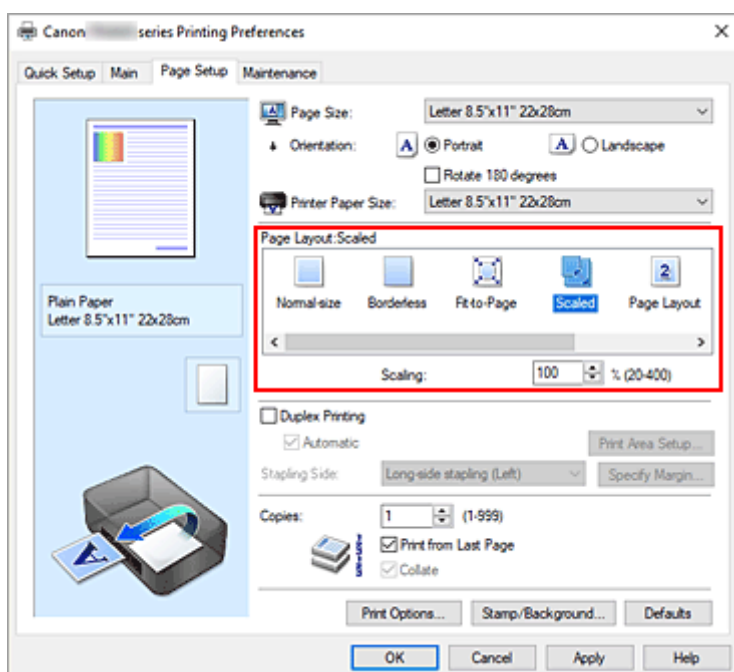 Canon series Printing Preferences
Quick Setup Main Page Setup Maintenance
Page Size: Letter 8.5"x11" 22x28cm
Orientation: A Portrait A Landscape
Rotate 180 degrees
Printer Paper Size: Letter 8.5"x11" 22x28cm
Page Layout:Scaled
2
Normal-size Borderless Fit-to-Page Scaled Page Layout
Scaling: 100 % (20-400)
Plain Paper
Letter 8.5"x11" 22x28cm
Duplex Printing
Automatic Print Area Setup...
Stapling Side: Long-side stapling (Left) Specify Margin...
Copies: 1 (1-999)
Print from Last Page
Collate
A
Print Options... Stamp/Background... Defaults
OK Cancel Apply Help